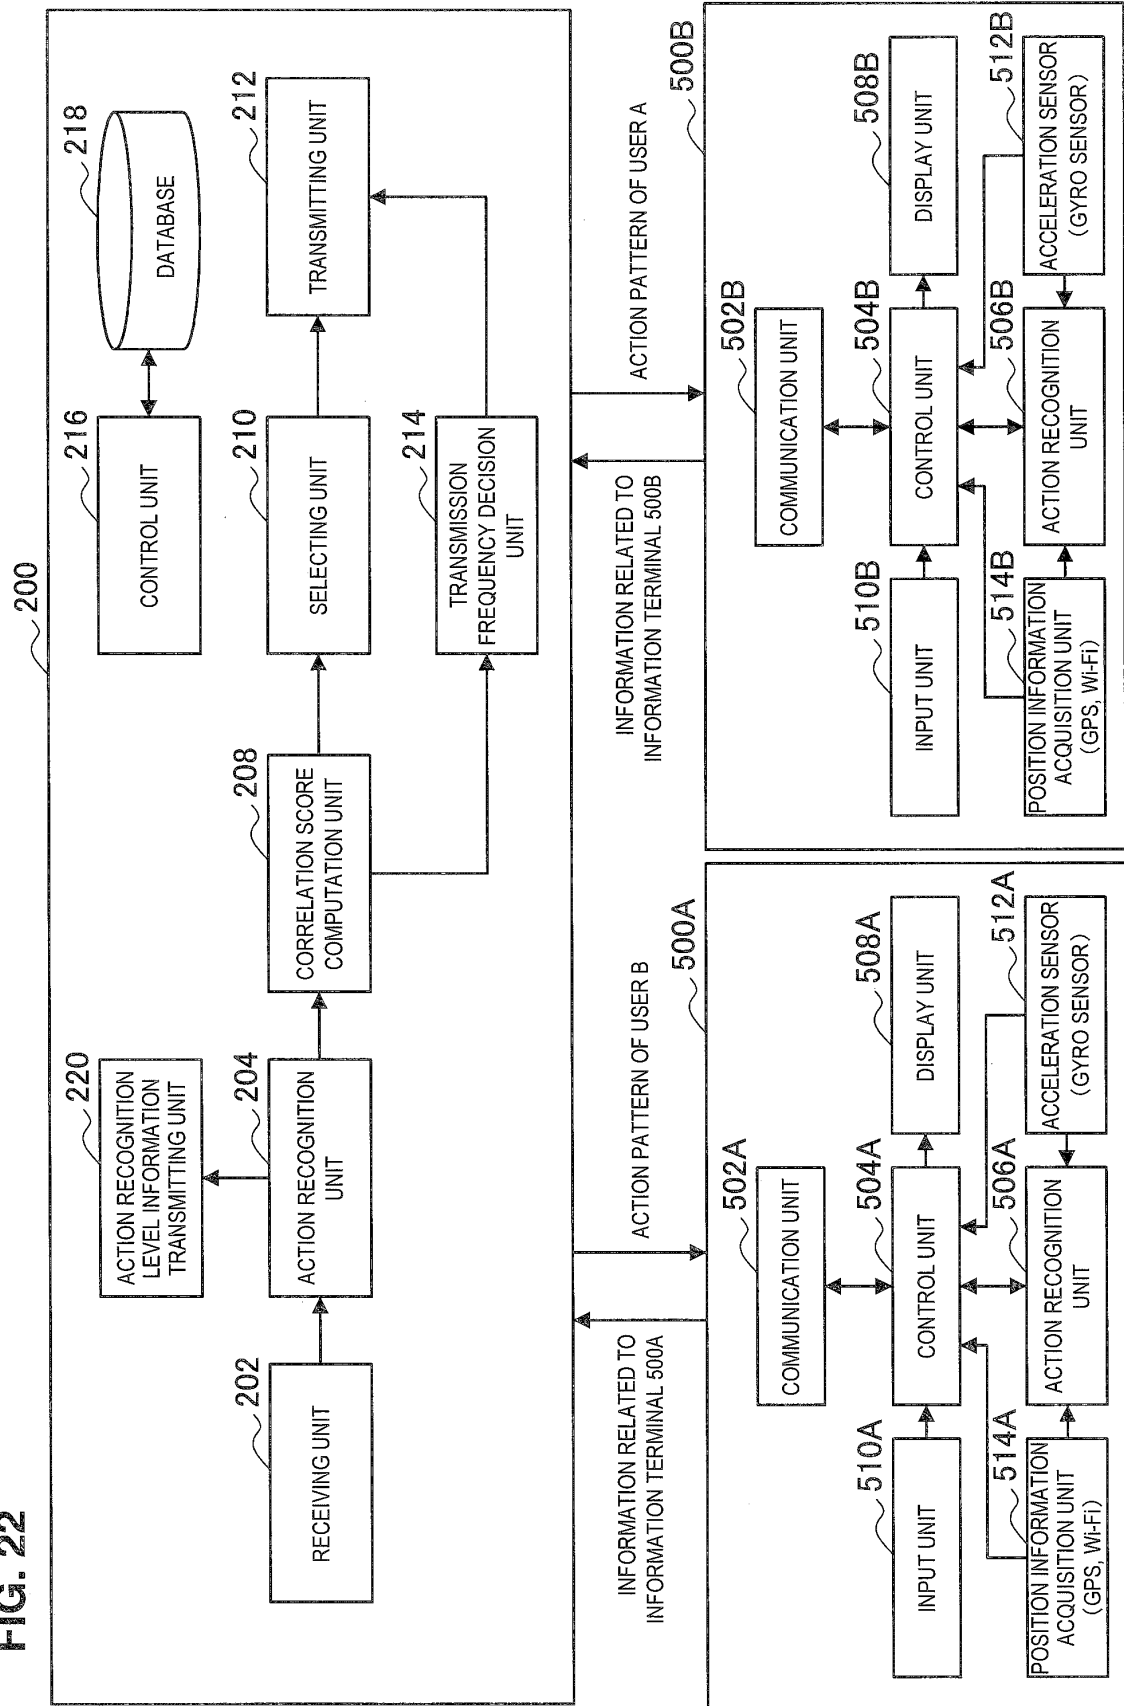 FIG. 22
200
220
ACTION RECOGNITION
LEVEL INFORMATION
TRANSMITTING UNIT
216
CONTROL UNIT
218
DATABASE
202
RECEIVING UNIT
204
ACTION RECOGNITION
UNIT
208
CORRELATION SCORE
COMPUTATION UNIT
210
SELECTING UNIT
212
TRANSMITTING UNIT
214
TRANSMISSION
FREQUENCY DECISION
UNIT
INFORMATION RELATED TO
INFORMATION TERMINAL 500A
ACTION PATTERN OF USER B
INFORMATION RELATED TO
INFORMATION TERMINAL 500B
ACTION PATTERN OF USER A
500A
502A
COMMUNICATION UNIT
510A
INPUT UNIT
504A
CONTROL UNIT
508A
DISPLAY UNIT
514A
POSITION INFORMATION
ACQUISITION UNIT
(GPS, Wi-Fi)
506A
ACTION RECOGNITION
UNIT
512A
ACCELERATION SENSOR
(GYRO SENSOR)
500B
502B
COMMUNICATION UNIT
510B
INPUT UNIT
504B
CONTROL UNIT
508B
DISPLAY UNIT
514B
POSITION INFORMATION
ACQUISITION UNIT
(GPS, Wi-Fi)
506B
ACTION RECOGNITION
UNIT
512B
ACCELERATION SENSOR
(GYRO SENSOR)